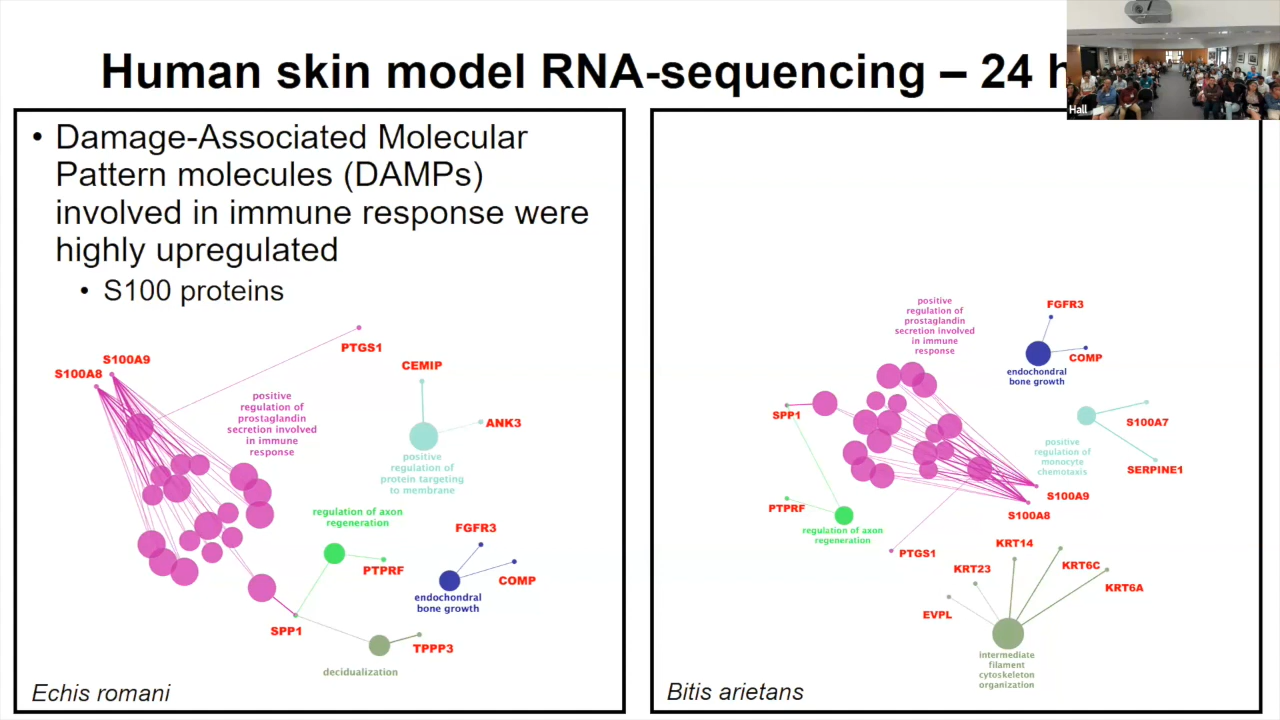 Human skin model RNA-sequencing – 24 h
Hall
• Damage-Associated Molecular
Pattern molecules (DAMPs)
involved in immune response were
highly upregulated
• S100 proteins
PTGS1
S100A9
S100A8
CEMIP
positive
regulation of
prostaglandin
secretion involved
in immune
response
ANK3
positive
regulation of
protein targeting
to membrane
regulation of axon
regeneration
FGFR3
PTPRF
COMP
endochondral
bone growth
SPP1
TPPP3
decidualization
Echis romani
positive
regulation of
prostaglandin
secretion involved
in immune
response
FGFR3
COMP
endochondral
bone growth
SPP1
S100A7
positive
regulation of
monocyte
chemotaxis
SERPINE1
S100A9
S100A8
PTPRF
regulation of axon
regeneration
PTGS1
KRT14
KRT23
KRT6C
KRT6A
EVPL
intermediate
filament
cytoskeleton
organization
Bitis arietans